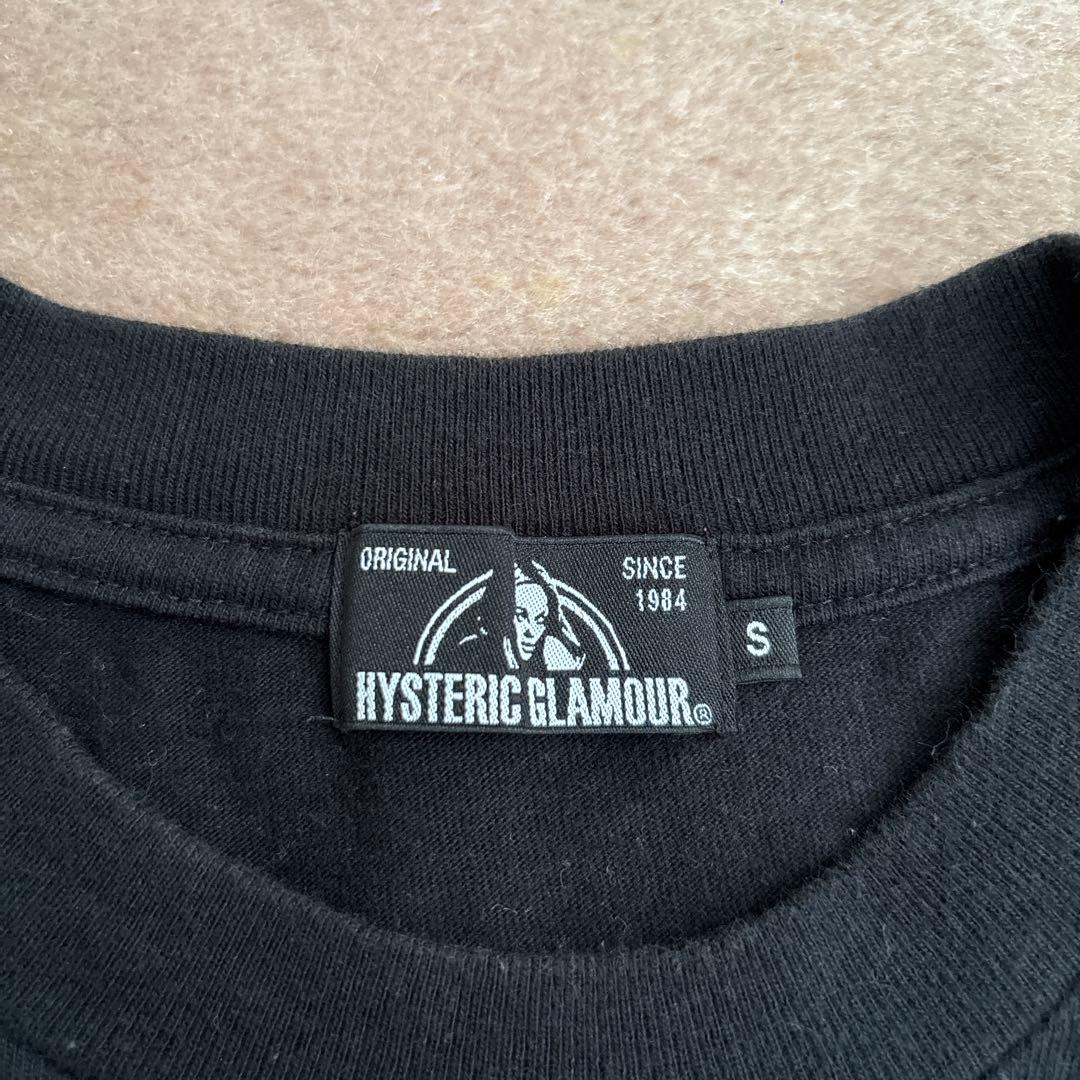 ORIGINAL
SINCE
1984
HYSTERIC GLAMOUR®
S